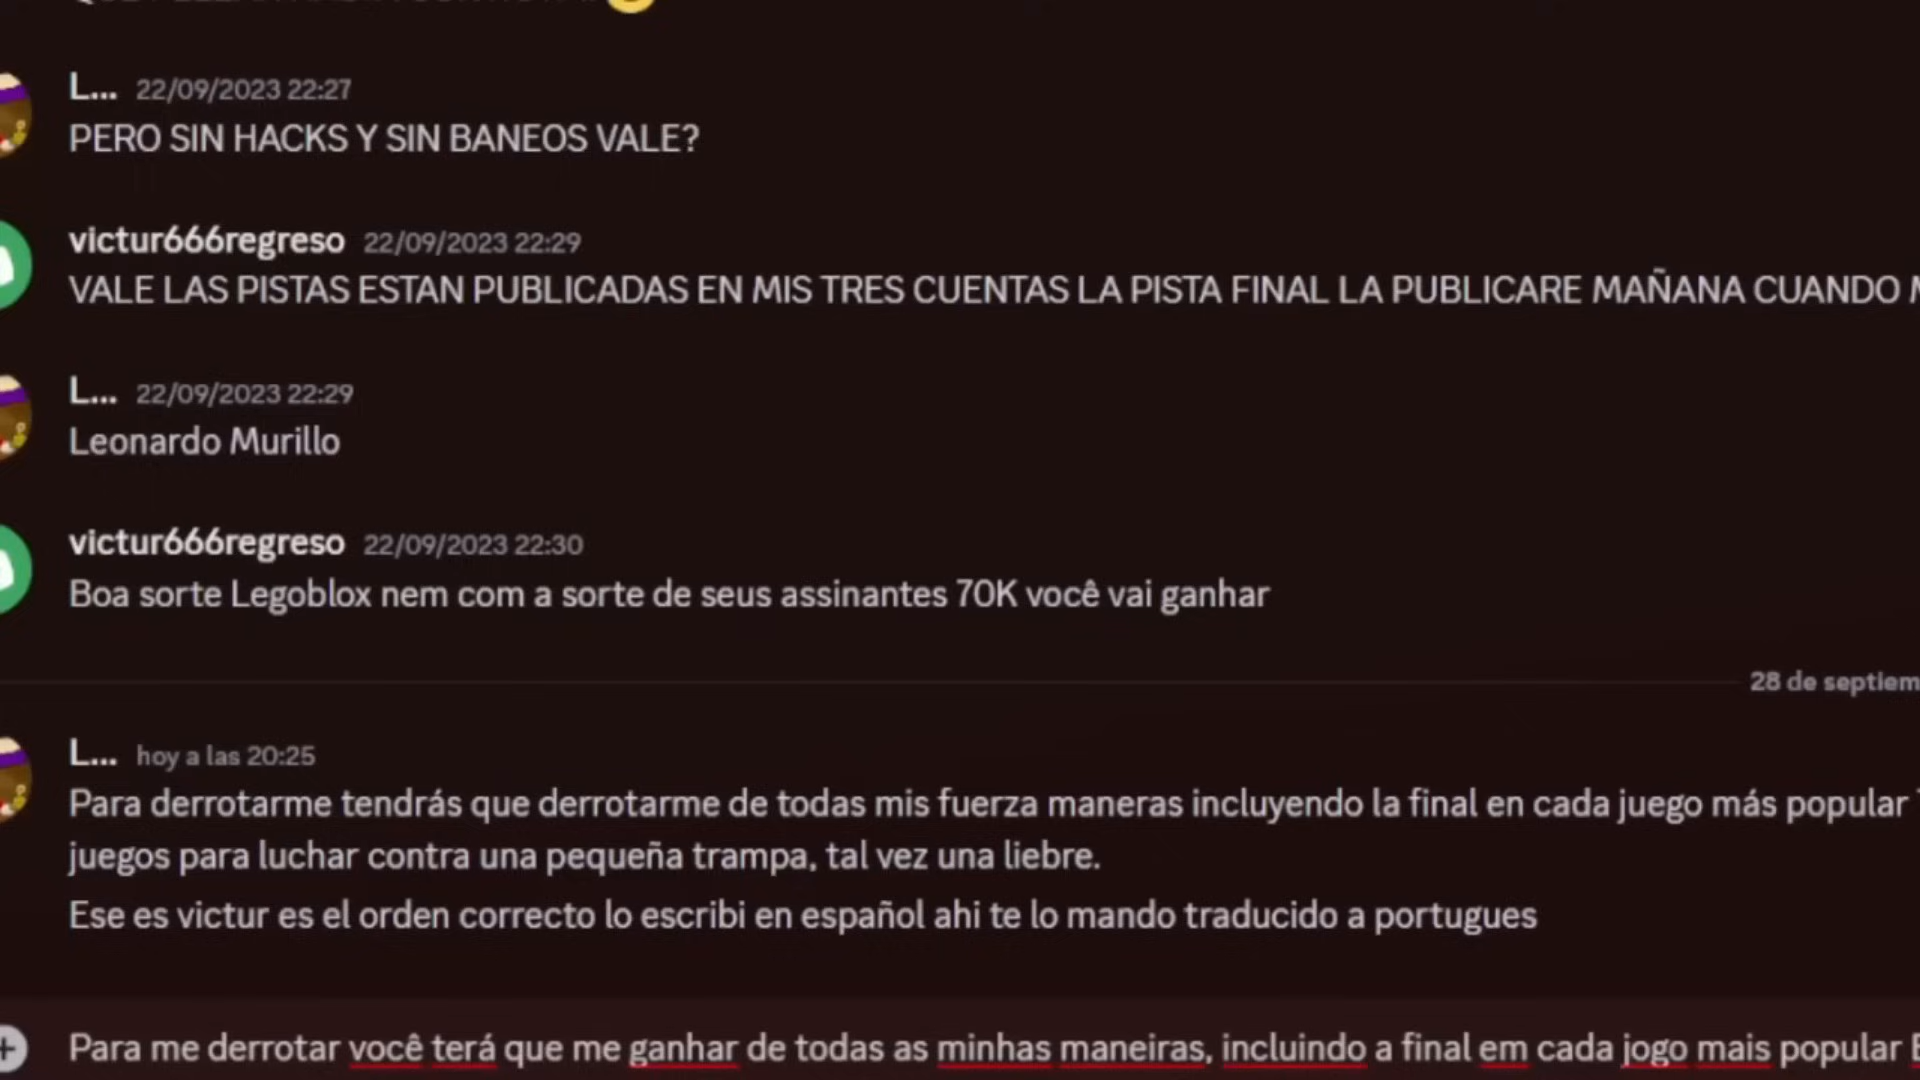 L... 22/09/2023 22:27
PERO SIN HACKS Y SIN BANEOS VALE?
victur666regreso 22/09/2023 22:29
VALE LAS PISTAS ESTAN PUBLICADAS EN MIS TRES CUENTAS LA PISTA FINAL LA PUBLICARE MAÑANA CUANDO
L... 22/09/2023 22:29
Leonardo Murillo
victur666regreso 22/09/2023 22:30
Boa sorte Legoblox nem com a sorte de seus assinantes 70K você vai ganhar
28 de septiem
L... hoy a las 20:25
Para derrotarme tendrás que derrotarme de todas mis fuerza maneras incluyendo la final en cada juego más popular
juegos para luchar contra una pequeña trampa, tal vez una liebre.
Ese es victur es el orden correcto lo escribi en español ahi te lo mando traducido a portugues
Para me derrotar você terá que me ganhar de todas as minhas maneiras, incluindo a final em cada jogo mais popular